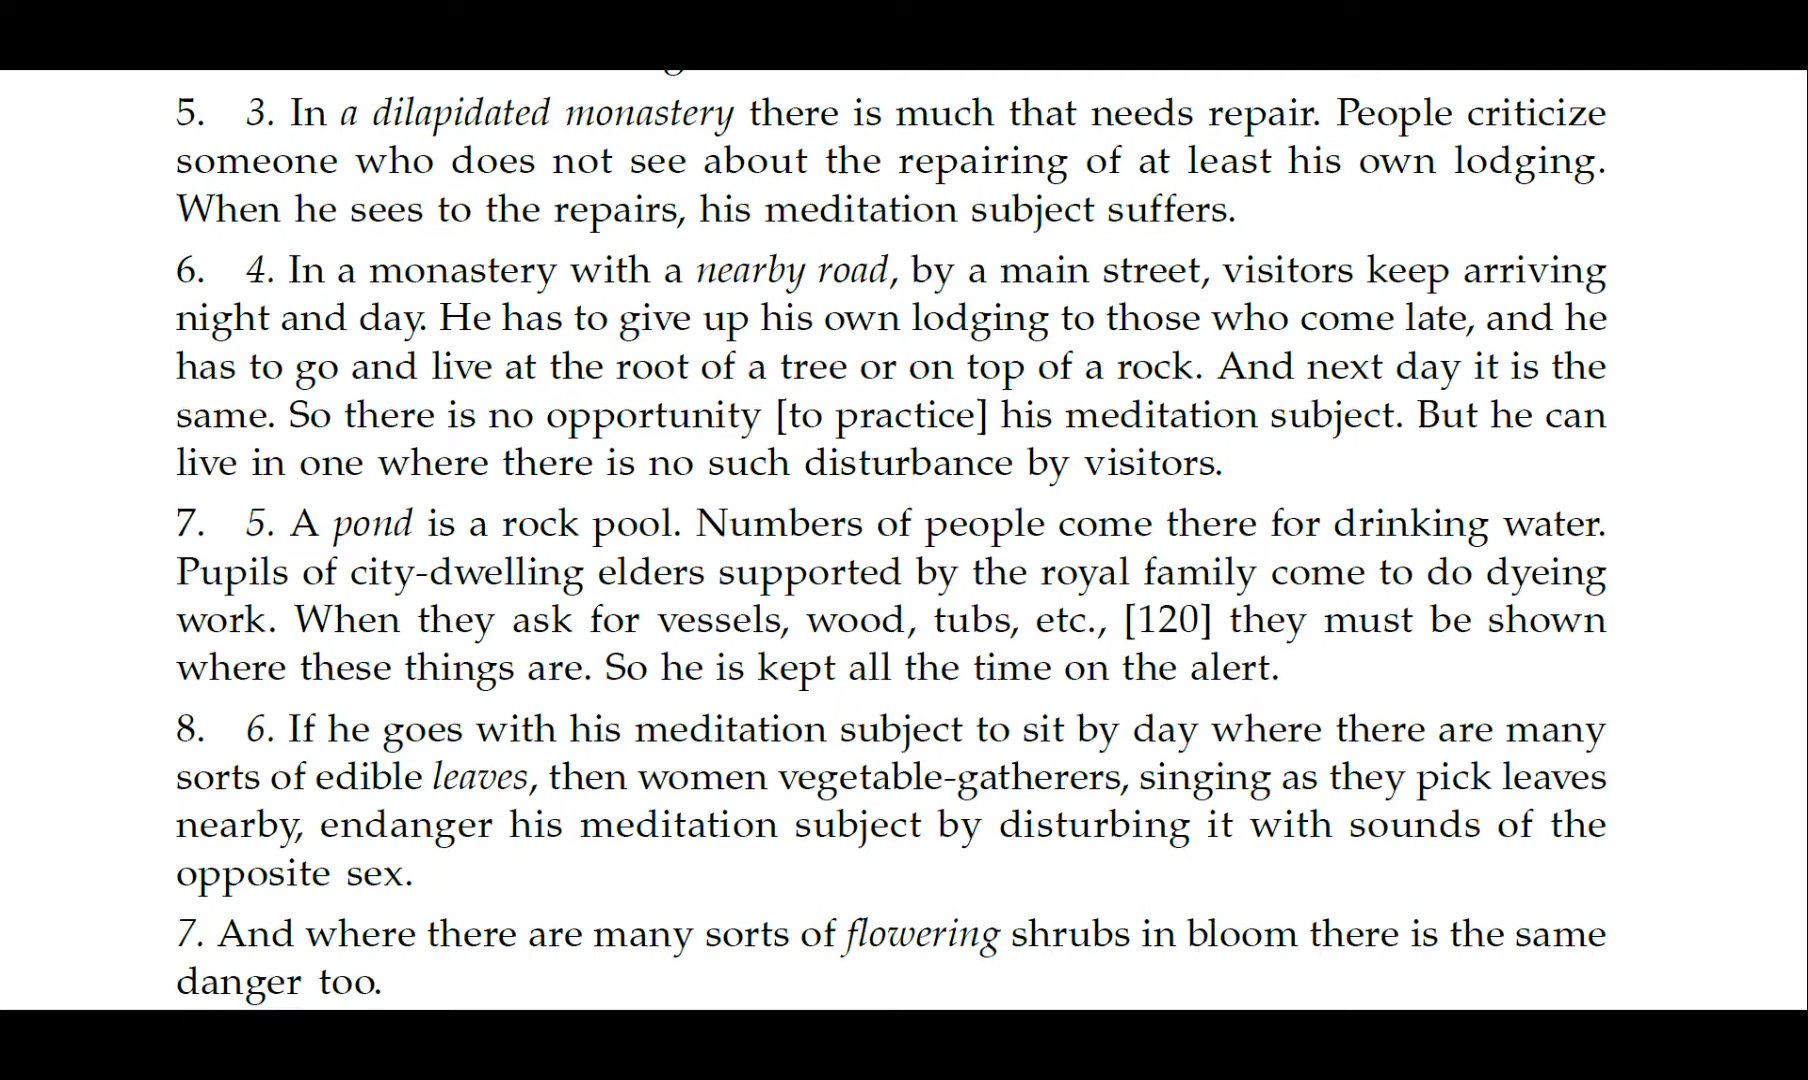 5. 3. In a dilapidated monastery there is much that needs repair. People criticize
someone who does not see about the repairing of at least his own lodging.
When he sees to the repairs, his meditation subject suffers.
6. 4. In a monastery with a nearby road, by a main street, visitors keep arriving
night and day. He has to give up his own lodging to those who come late, and he
has to go and live at the root of a tree or on top of a rock. And next day it is the
same. So there is no opportunity [to practice] his meditation subject. But he can
live in one where there is no such disturbance by visitors.
7. 5. A pond is a rock pool. Numbers of people come there for drinking water.
Pupils of city-dwelling elders supported by the royal family come to do dyeing
work. When they ask for vessels, wood, tubs, etc., [120] they must be shown
where these things are. So he is kept all the time on the alert.
8. 6. If he goes with his meditation subject to sit by day where there are many
sorts of edible leaves, then women vegetable-gatherers, singing as they pick leaves
nearby, endanger his meditation subject by disturbing it with sounds of the
opposite sex.
7. And where there are many sorts of flowering shrubs in bloom there is the same
danger too.